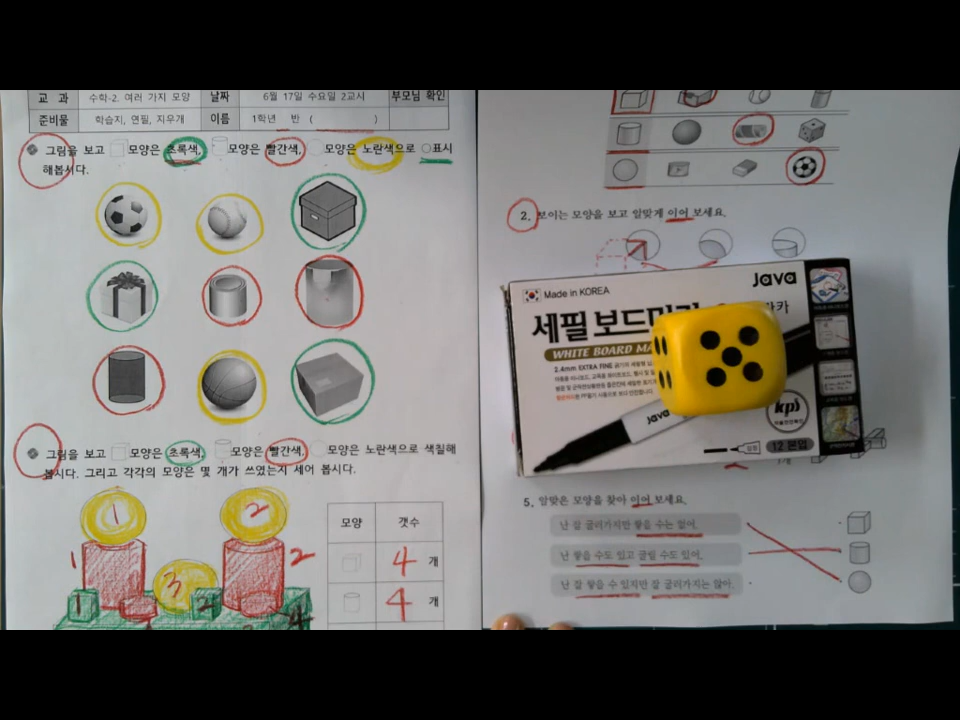 교 과 수학-2. 여러 가지 모양 날짜 6월 17일 수요일 2교시 부모님 확인
준비물 학습지, 연필, 지우개 이름 1학년 반 ( )
그림을 보고 모양은 초록색, 모양은 빨간색, 모양은 노란색으로 ○표시
해봅시다.
그림을 보고 모양은 초록색, 모양은 빨간색, 모양은 노란색으로 색칠해
봅시다. 그리고 각각의 모양은 몇 개가 쓰였는지 세어 봅시다.
모양 갯수
4 개
4 개
1 2
1 3 2
1 2 4
2. 보이는 모양을 보고 알맞게 이어 보세요.
Made in KOREA
java
세필 보드마카
WHITE BOARD MA
2.4mm EXTRA FINE
java
kps
12 본입
5. 알맞은 모양을 찾아 이어 보세요.
난 잘 굴러가지만 쌓을 수는 없어.
난 쌓을 수도 있고 굴릴 수도 있어.
난 잘 쌓을 수 있지만 잘 굴러가지는 않아.